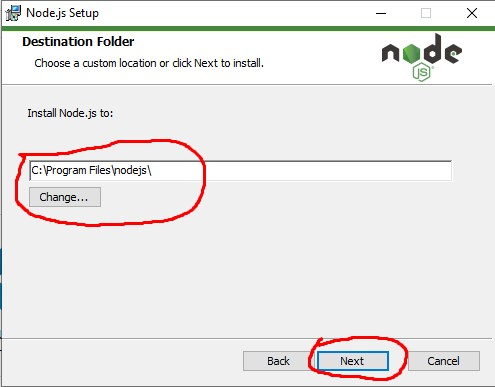 Node.js Setup
Destination Folder
Choose a custom location or click Next to install.
node
JS
Install Node.js to:
C:\Program Files\nodejs\
Change...
Back Next Cancel